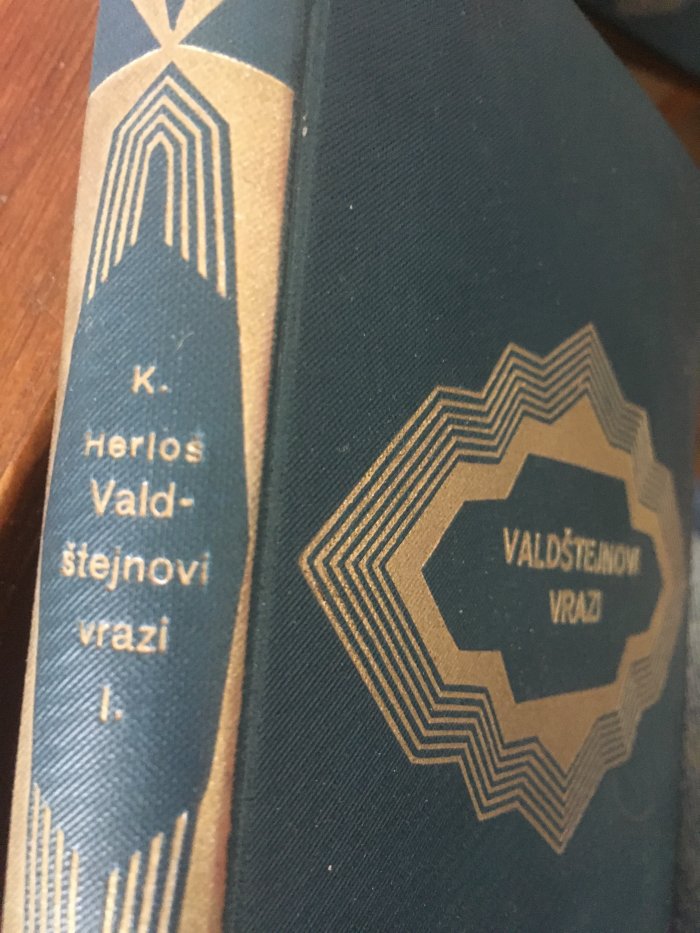 K.
Herloš
Vald-
štejnovi
vrazi
I.
VALDŠTEJNOVI
VRAZI